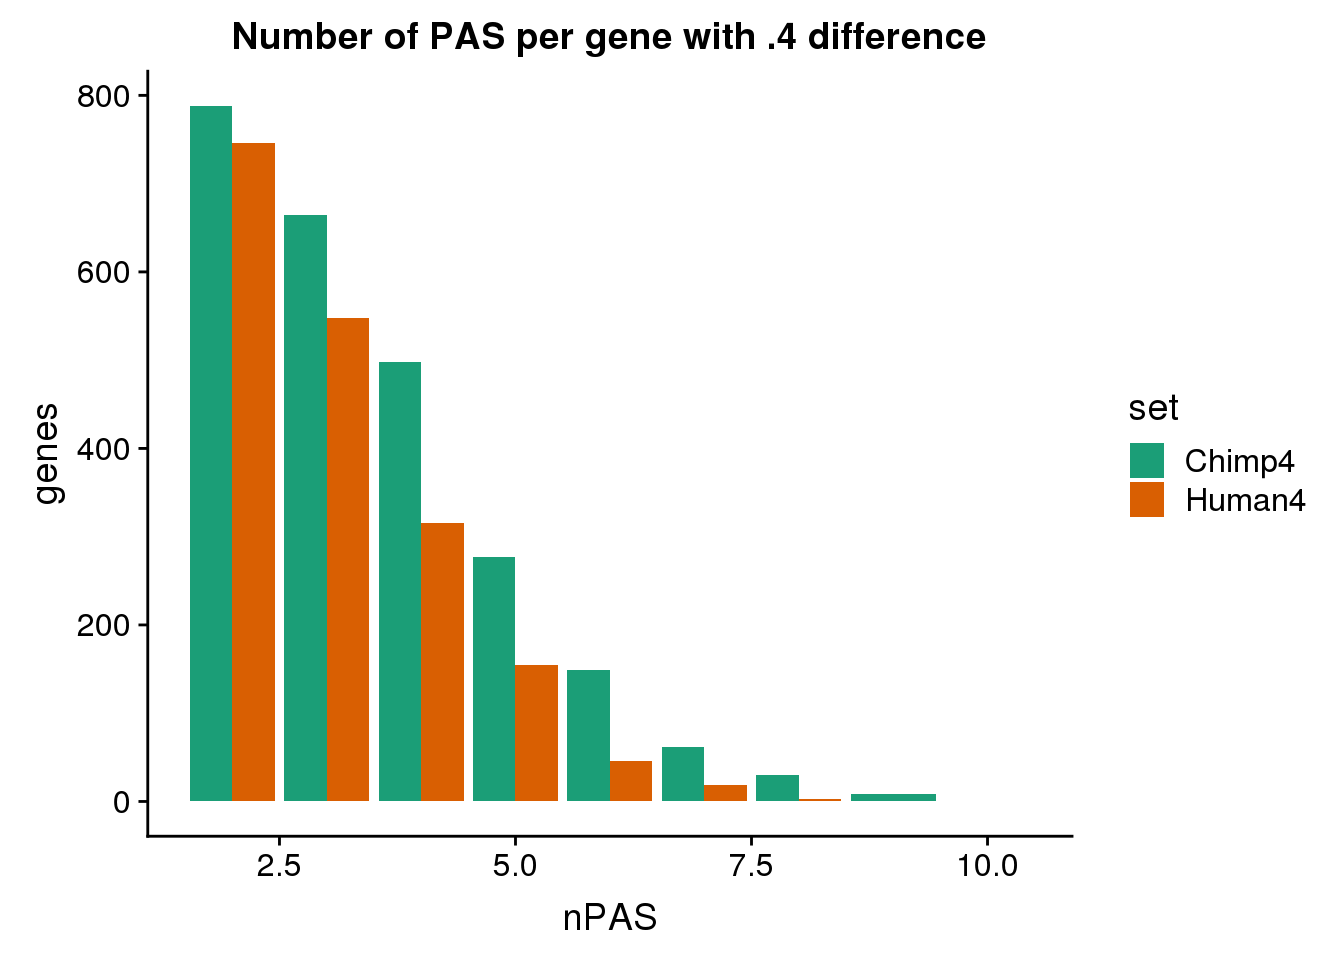 Number of PAS per gene with .4 difference
800
600
400
200
0
genes
2.5 5.0 7.5 10.0
nPAS
set
Chimp4
Human4